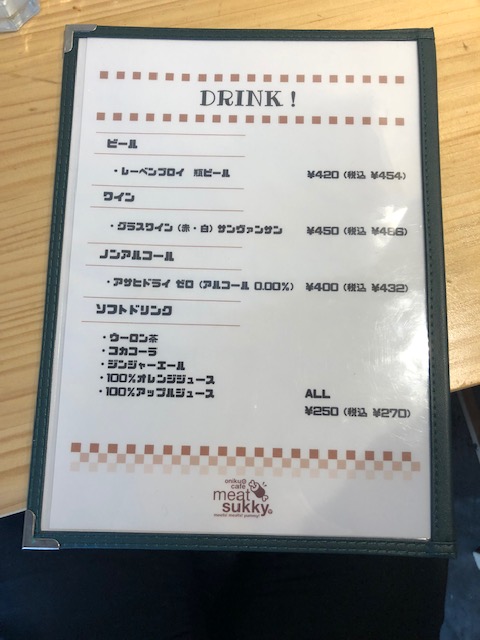 DRINK!
ビール
・レーベンブロイ 瓶ビール ¥420 (税込 ¥454)
ワイン
・グラスワイン (赤・白) サンヴァンサン ¥450 (税込 ¥486)
ノンアルコール
・アサヒドライ ゼロ (アルコール 0.00%) ¥400 (税込 ¥432)
ソフトドリンク
・ウーロン茶
・コカコーラ
・ジンジャーエール
・100%オレンジジュース
・100%アップルジュース
ALL
¥250 (税込 ¥270)
oniku@
cafe
meat
sukky